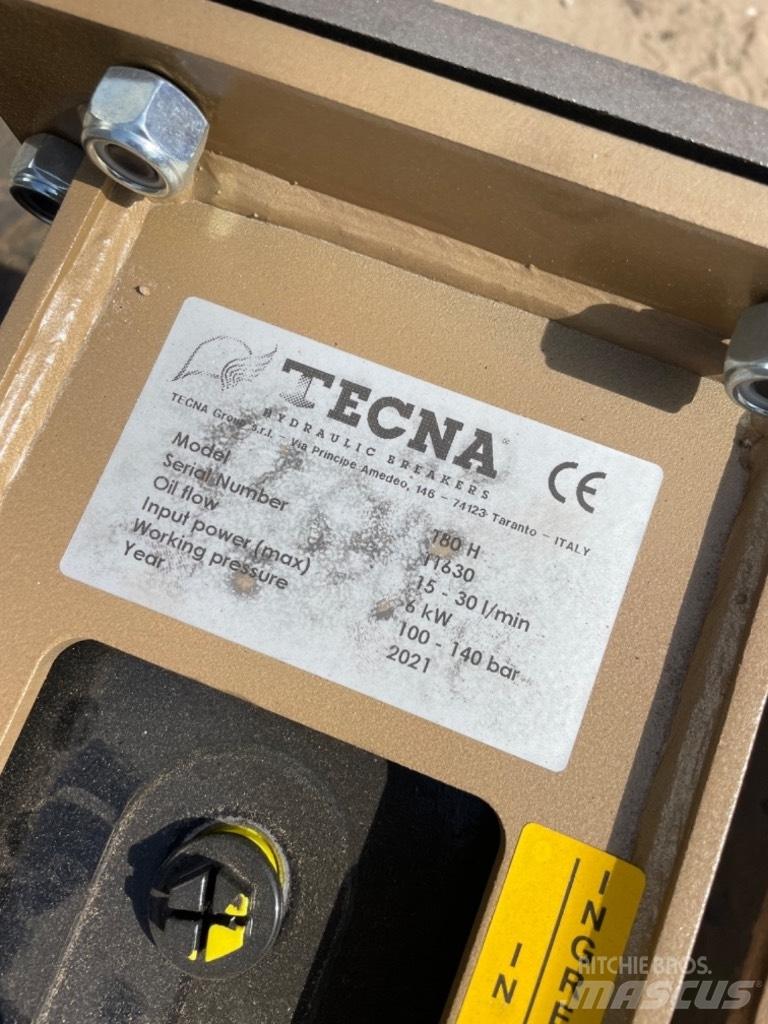 TECNA®
HYDRAULIC BREAKERS
TECNA Group s.r.l. – Via Principe Amedeo, 146 – 74123 Taranto – ITALY
CE
Model 180 H
Serial Number 11630
Oil flow 15 - 30 l/min
Input power (max) 6 kW
Working pressure 100 - 140 bar
Year 2021
INGRE
IN
RITCHIE BROS.
MASCUS